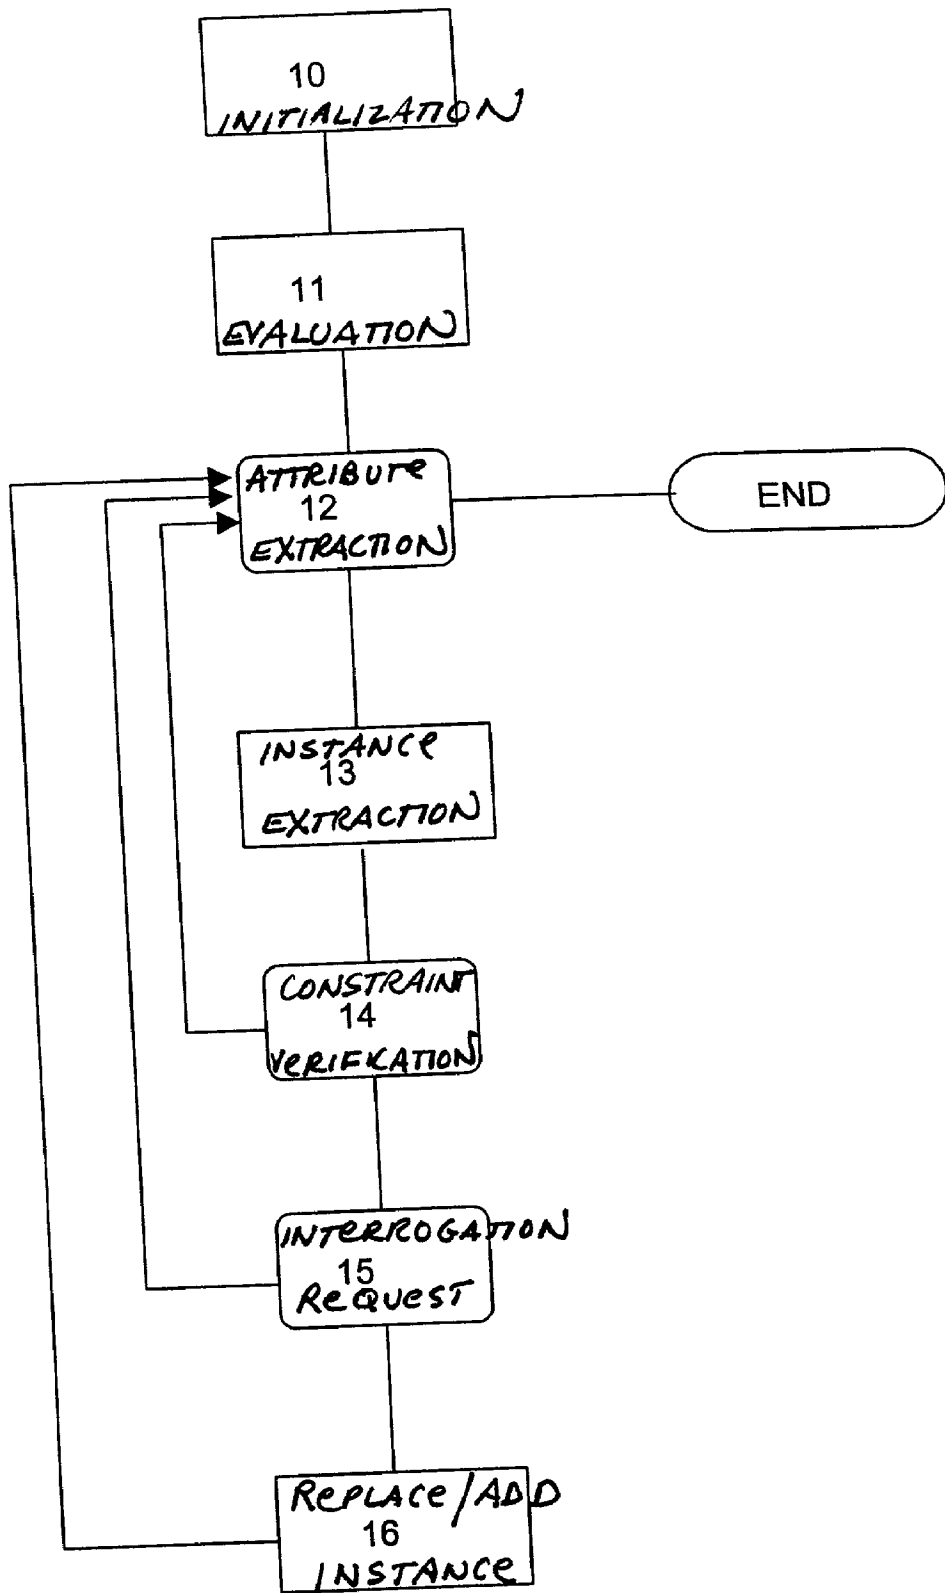 10
INITIALIZATION
11
EVALUATION
ATTRIBUTE
12
EXTRACTION
END
INSTANCE
13
EXTRACTION
CONSTRAINT
14
VERIFICATION
INTERROGATION
15
REQUEST
REPLACE/ADD
16
INSTANCE